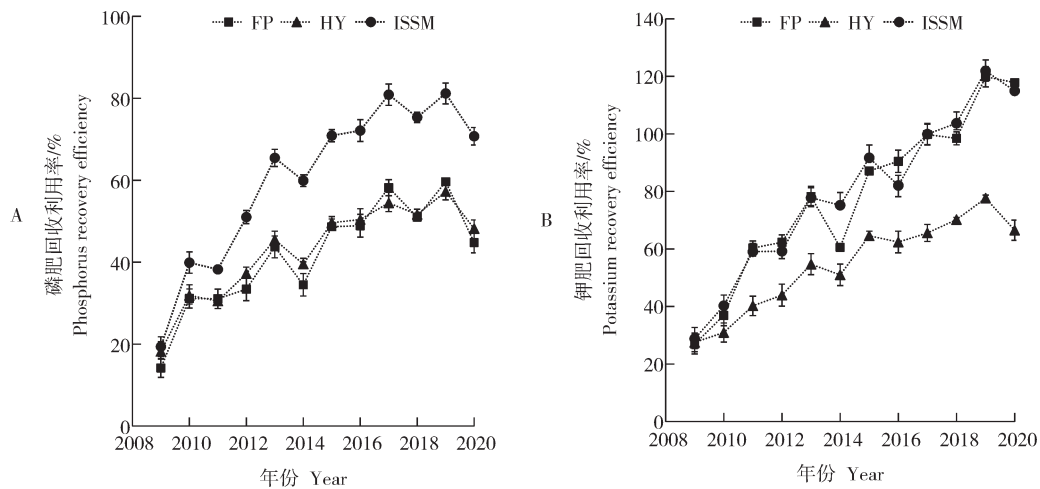 A
FP HY ISSM
磷肥回收利用率/%
Phosphorus recovery efficiency
100
80
60
40
20
0
2008 2010 2012 2014 2016 2018 2020
年份 Year
B
FP HY ISSM
钾肥回收利用率/%
Potassium recovery efficiency
140
120
100
80
60
40
20
0
2008 2010 2012 2014 2016 2018 2020
年份 Year